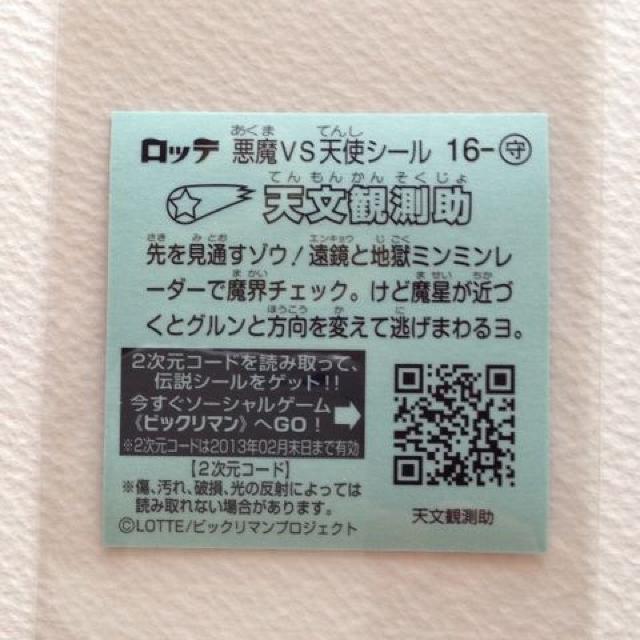 あくま てんし
ロッテ 悪魔VS天使シール 16-守
てんもんかんそくじょ
天文観測助
さき みとお エンキョウ じごく
先を見通すゾウ!遠鏡と地獄ミンミンレ
まかい ませい ちか
ーダーで魔界チェック。けど魔星が近づ
ほうこう か に
くとグルンと方向を変えて逃げまわるヨ。
2次元コードを読み取って、
伝説シールをゲット!!
今すぐソーシャルゲーム
《ビックリマン》へGO!
※2次元コードは2013年02月末日まで有効
【2次元コード】
※傷、汚れ、破損、光の反射によっては
読み取れない場合があります。
©LOTTE/ビックリマンプロジェクト
天文観測助